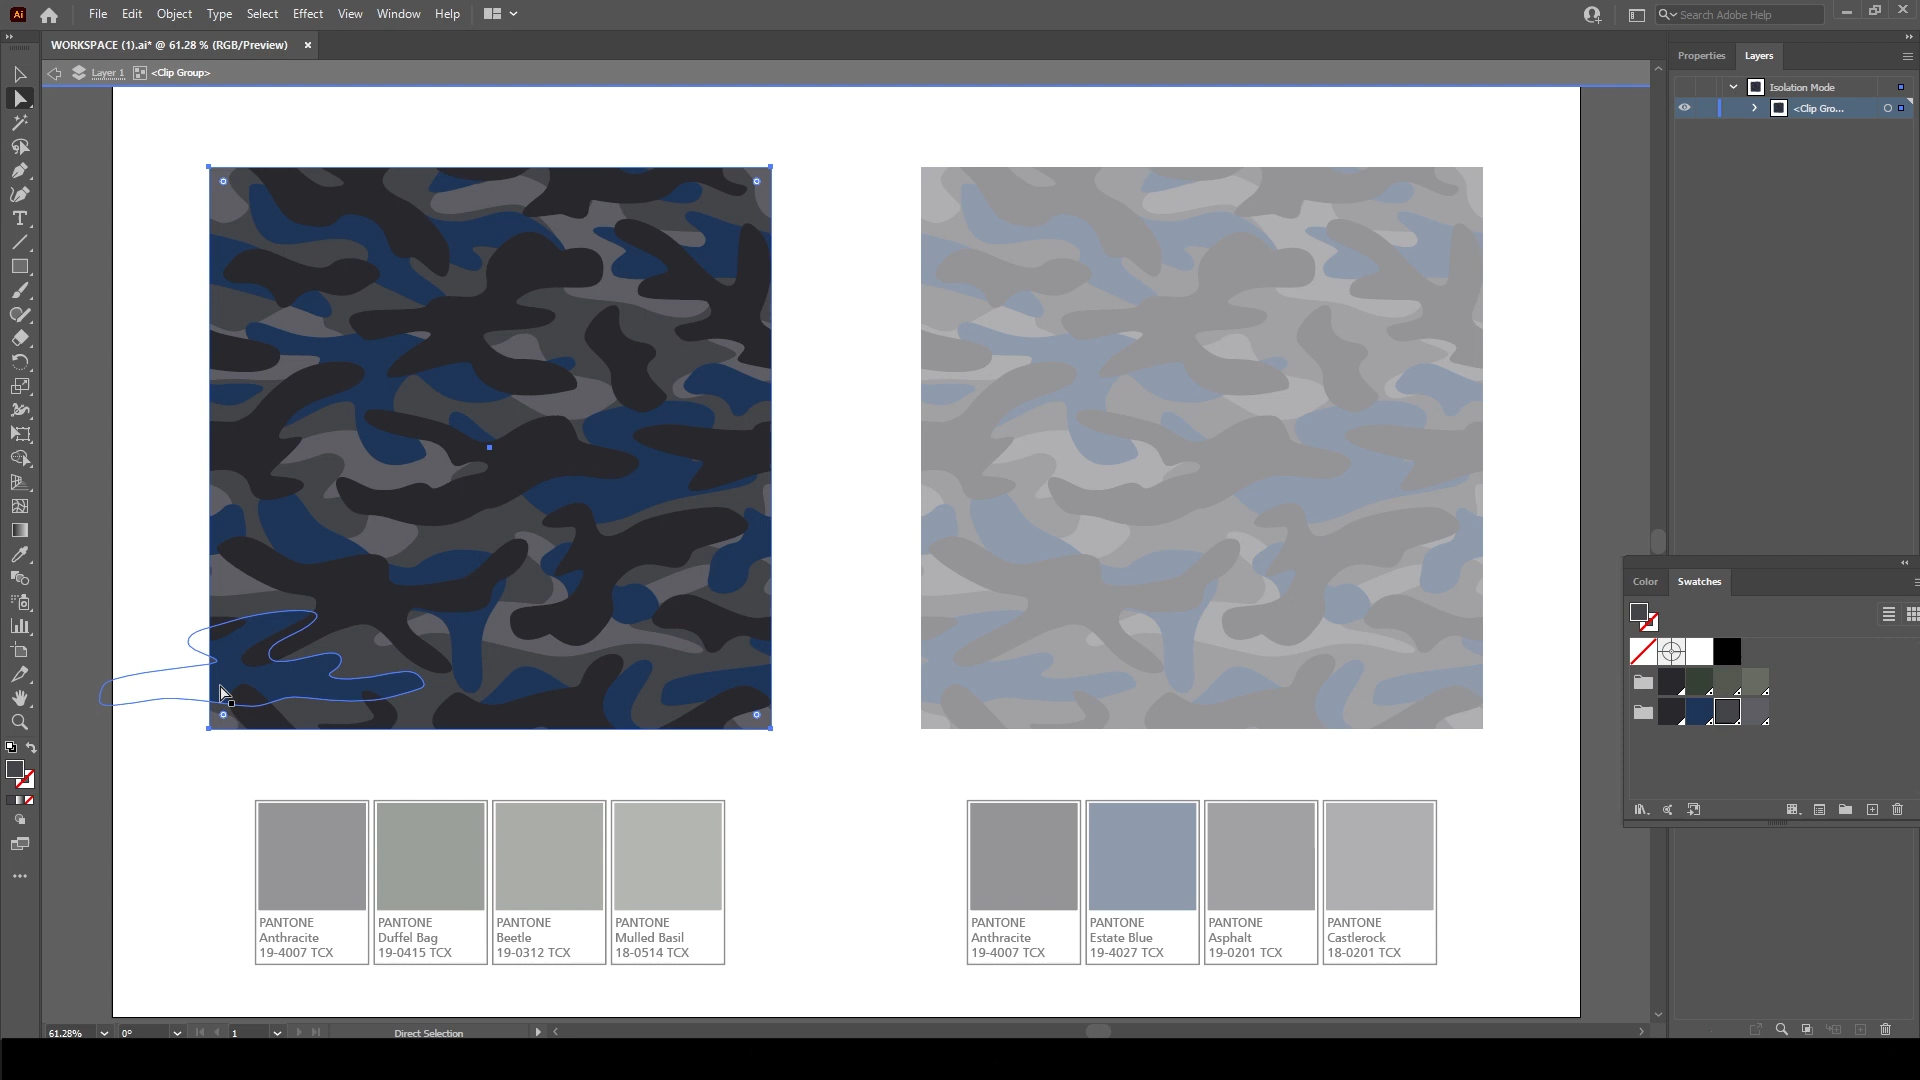 Ai
File Edit Object Type Select Effect View Window Help
Search Adobe Help
WORKSPACE (1).ai* @ 61.28 % (RGB/Preview) ×
Layer 1 <Clip Group>
Properties Layers
Isolation Mode
<Clip Gro...
Color Swatches
PANTONE
Anthracite
19-4007 TCX
PANTONE
Duffel Bag
19-0415 TCX
PANTONE
Beetle
19-0312 TCX
PANTONE
Mulled Basil
18-0514 TCX
PANTONE
Anthracite
19-4007 TCX
PANTONE
Estate Blue
19-4027 TCX
PANTONE
Asphalt
19-0201 TCX
PANTONE
Castlerock
18-0201 TCX
61.28% 0° 1 Direct Selection